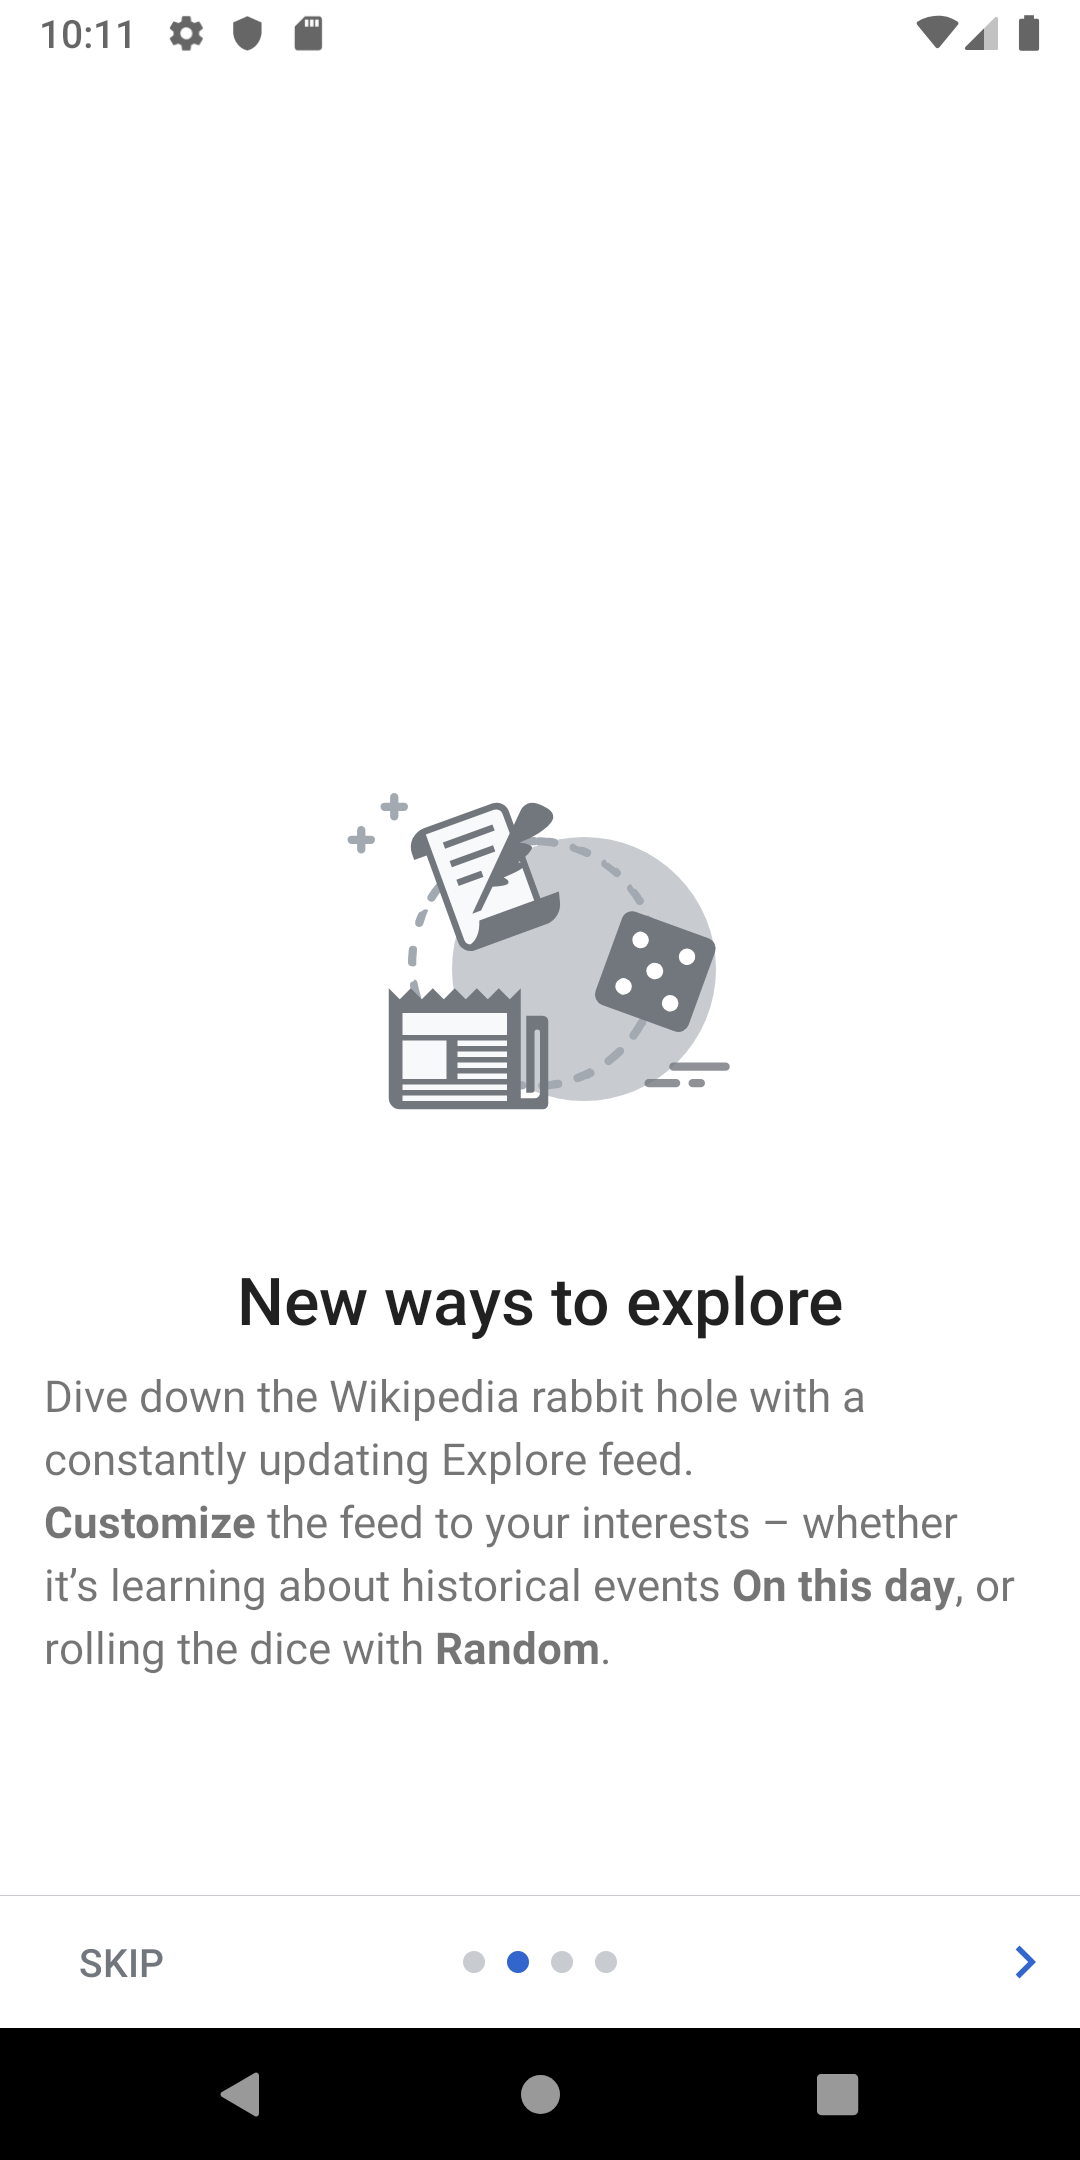 10:11
New ways to explore
Dive down the Wikipedia rabbit hole with a
constantly updating Explore feed.
Customize the feed to your interests – whether
it’s learning about historical events On this day, or
rolling the dice with Random.
SKIP